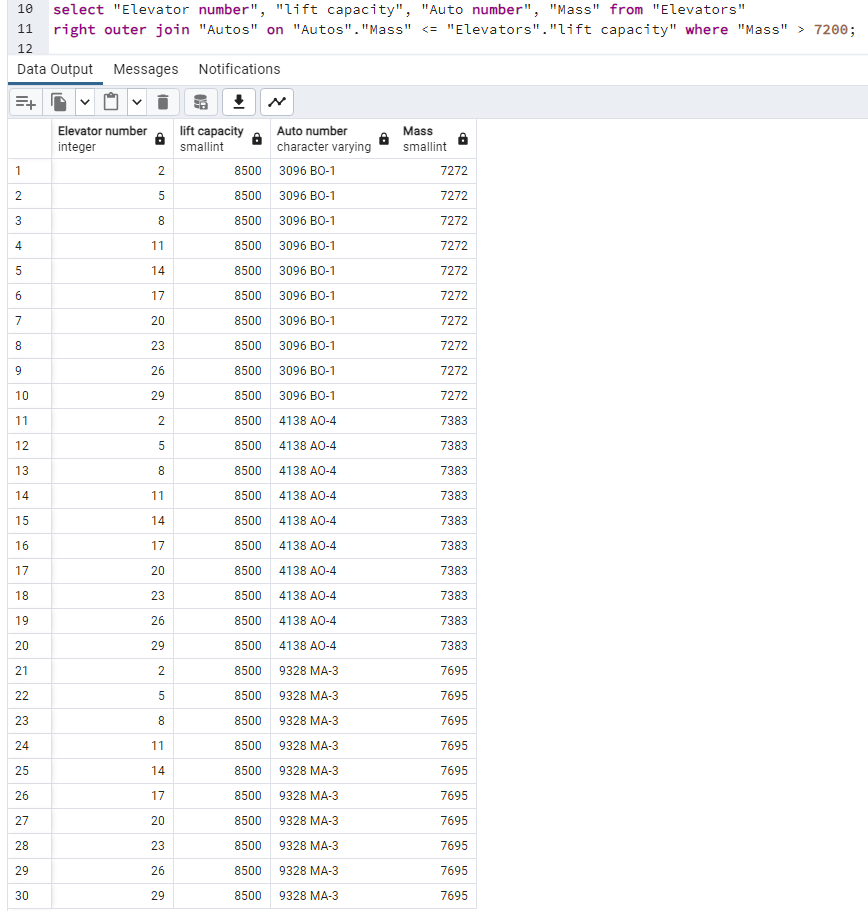 10 select "Elevator number", "lift capacity", "Auto number", "Mass" from "Elevators"
11 right outer join "Autos" on "Autos"."Mass" <= "Elevators"."lift capacity" where "Mass" > 7200;
12
Data Output Messages Notifications
Elevator number lift capacity Auto number Mass
integer smallint character varying smallint
1 2 8500 3096 BO-1 7272
2 5 8500 3096 BO-1 7272
3 8 8500 3096 BO-1 7272
4 11 8500 3096 BO-1 7272
5 14 8500 3096 BO-1 7272
6 17 8500 3096 BO-1 7272
7 20 8500 3096 BO-1 7272
8 23 8500 3096 BO-1 7272
9 26 8500 3096 BO-1 7272
10 29 8500 3096 BO-1 7272
11 2 8500 4138 AO-4 7383
12 5 8500 4138 AO-4 7383
13 8 8500 4138 AO-4 7383
14 11 8500 4138 AO-4 7383
15 14 8500 4138 AO-4 7383
16 17 8500 4138 AO-4 7383
17 20 8500 4138 AO-4 7383
18 23 8500 4138 AO-4 7383
19 26 8500 4138 AO-4 7383
20 29 8500 4138 AO-4 7383
21 2 8500 9328 MA-3 7695
22 5 8500 9328 MA-3 7695
23 8 8500 9328 MA-3 7695
24 11 8500 9328 MA-3 7695
25 14 8500 9328 MA-3 7695
26 17 8500 9328 MA-3 7695
27 20 8500 9328 MA-3 7695
28 23 8500 9328 MA-3 7695
29 26 8500 9328 MA-3 7695
30 29 8500 9328 MA-3 7695